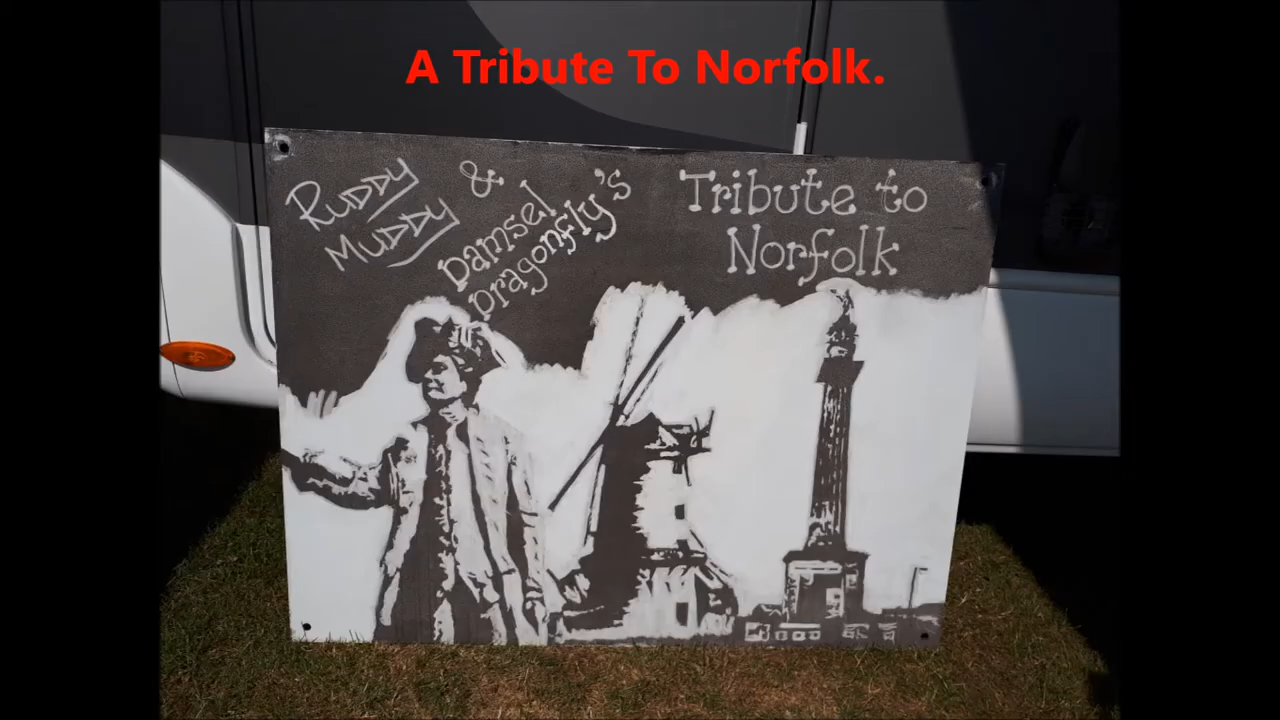 A Tribute To Norfolk.
Ruddy
Muddy
&
Damsel
Dragonfly's
Tribute to
Norfolk